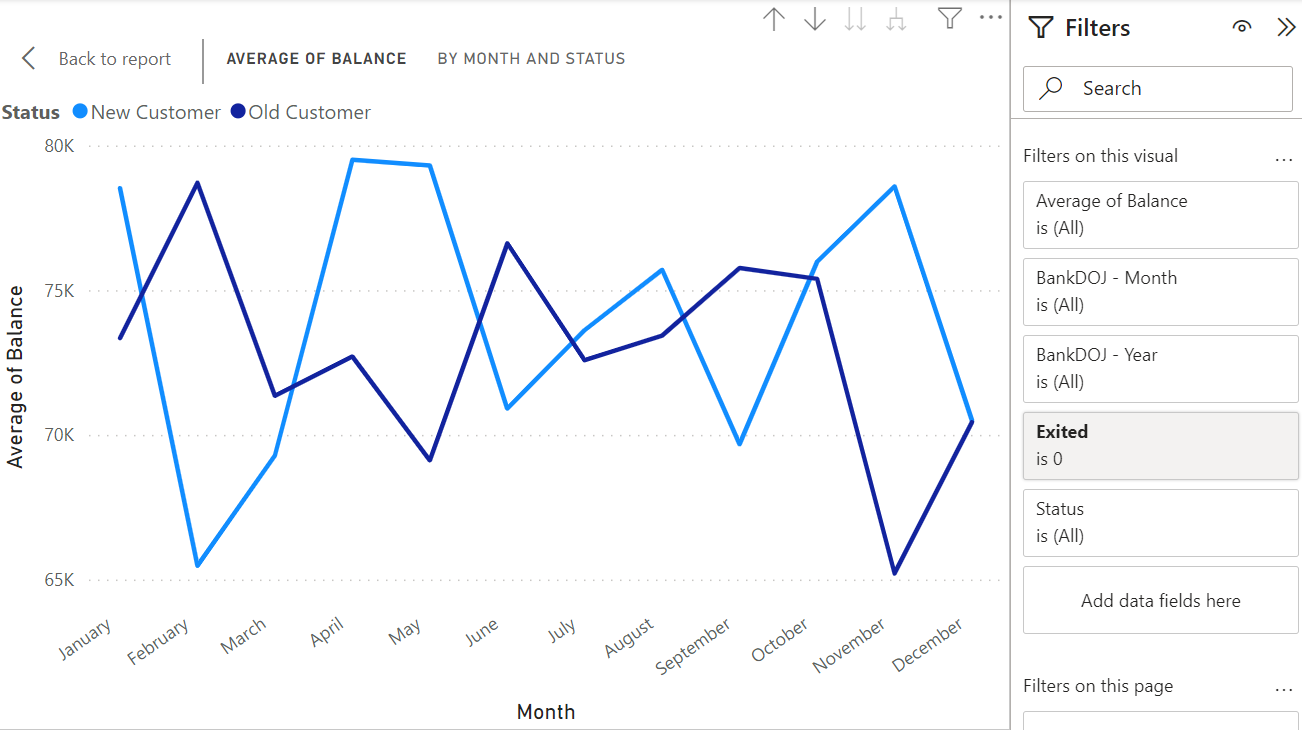 Back to report
AVERAGE OF BALANCE
BY MONTH AND STATUS
Status New Customer Old Customer
80K
75K
70K
65K
Average of Balance
January
February
March
April
May
June
July
August
September
October
November
December
Month
Filters
Search
Filters on this visual
Average of Balance
is (All)
BankDOJ - Month
is (All)
BankDOJ - Year
is (All)
Exited
is 0
Status
is (All)
Add data fields here
Filters on this page